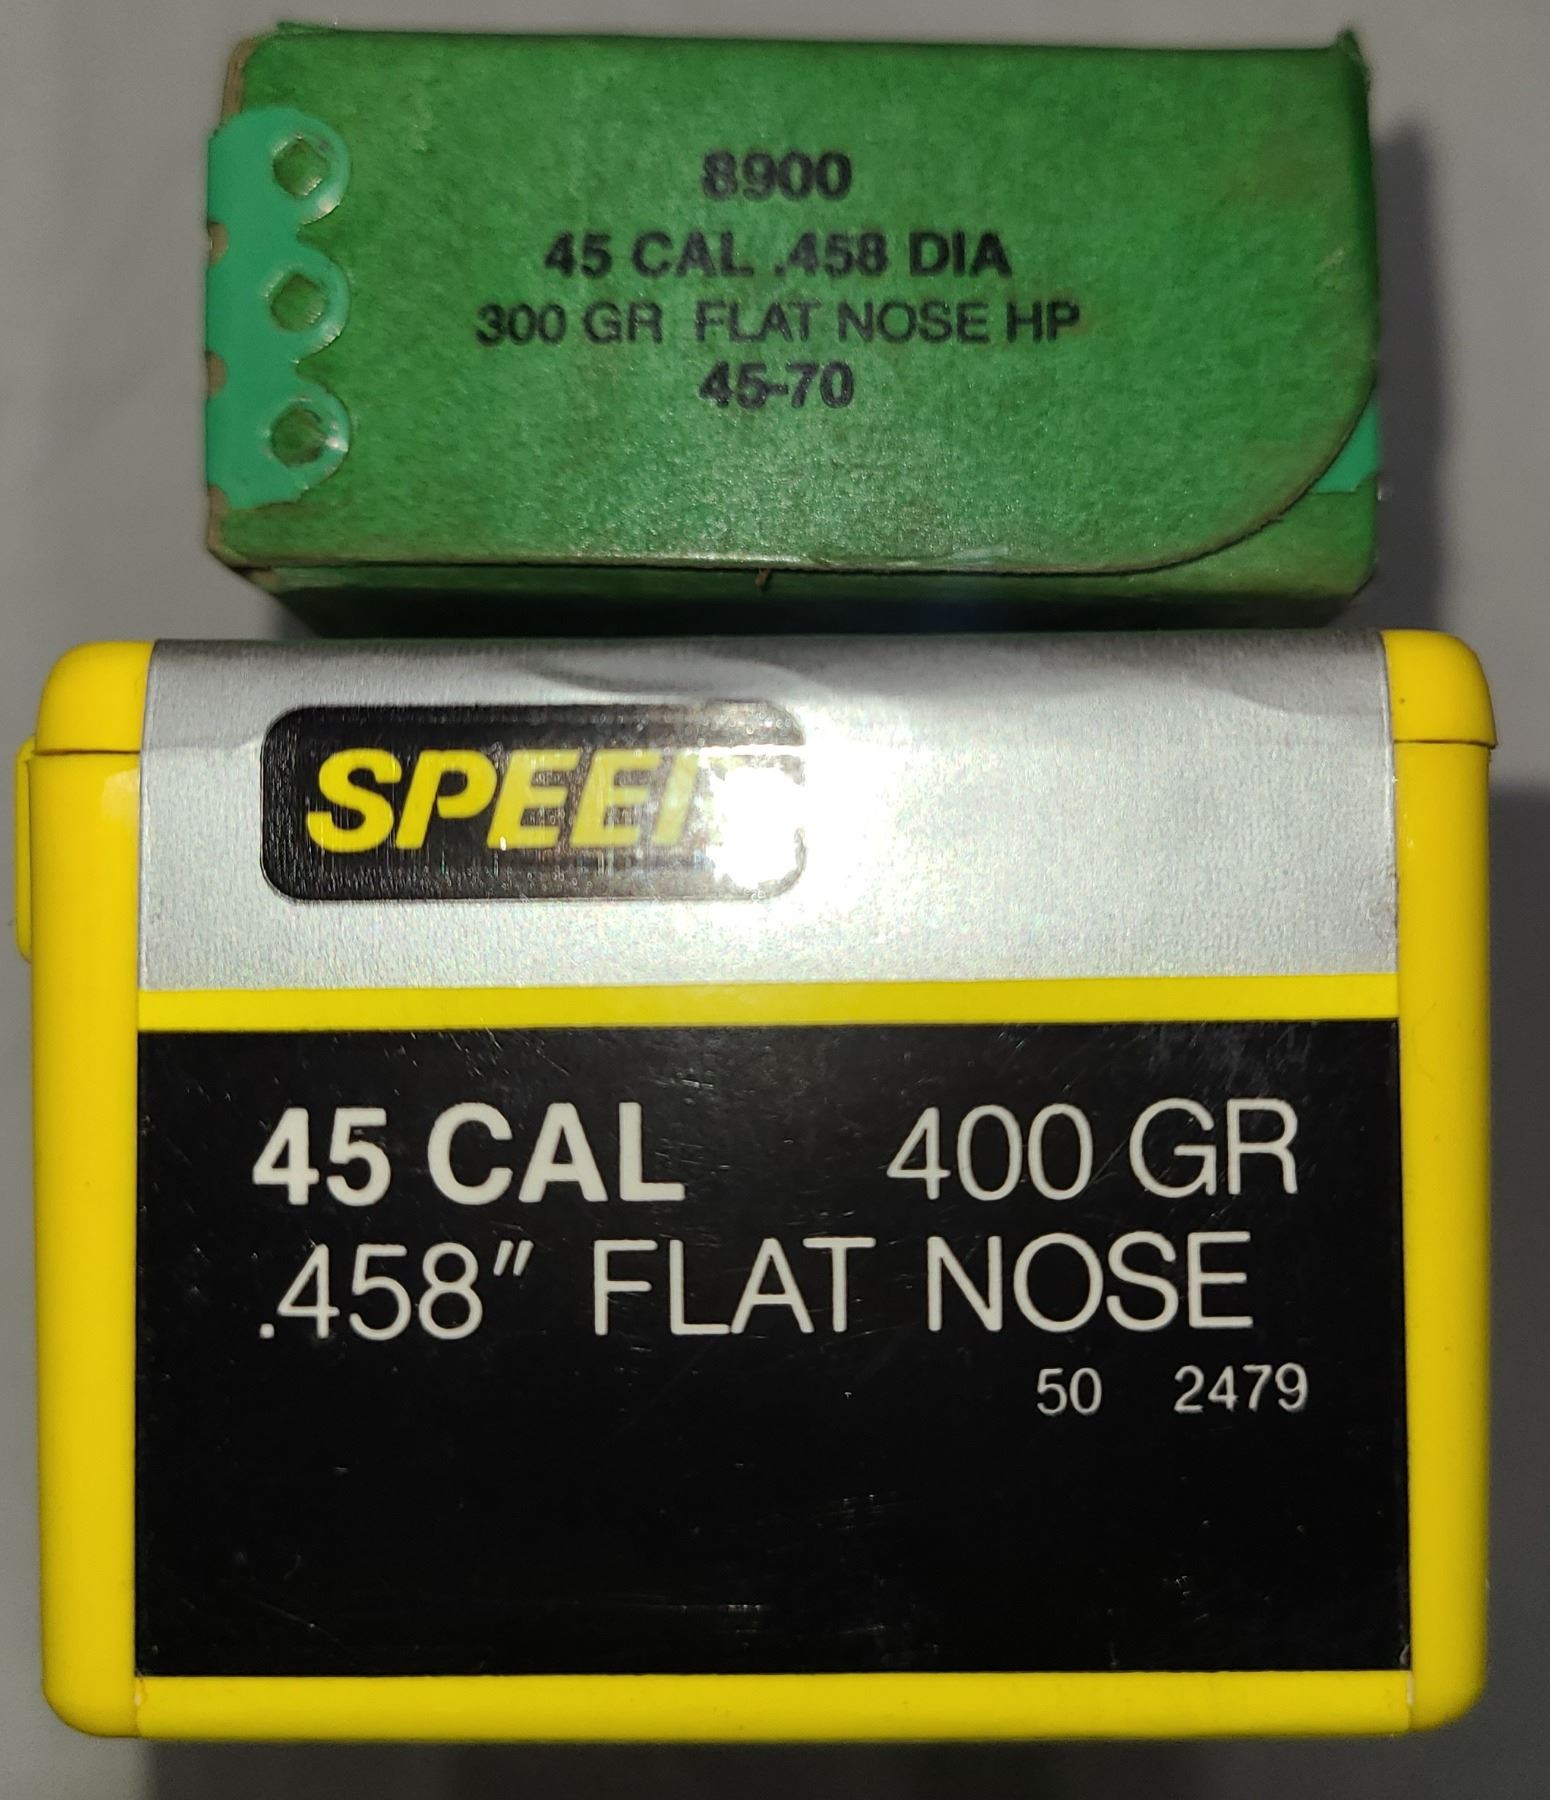 8900
45 CAL .458 DIA
300 GR FLAT NOSE HP
45-70
45 CAL 400 GR
.458" FLAT NOSE
50 2479